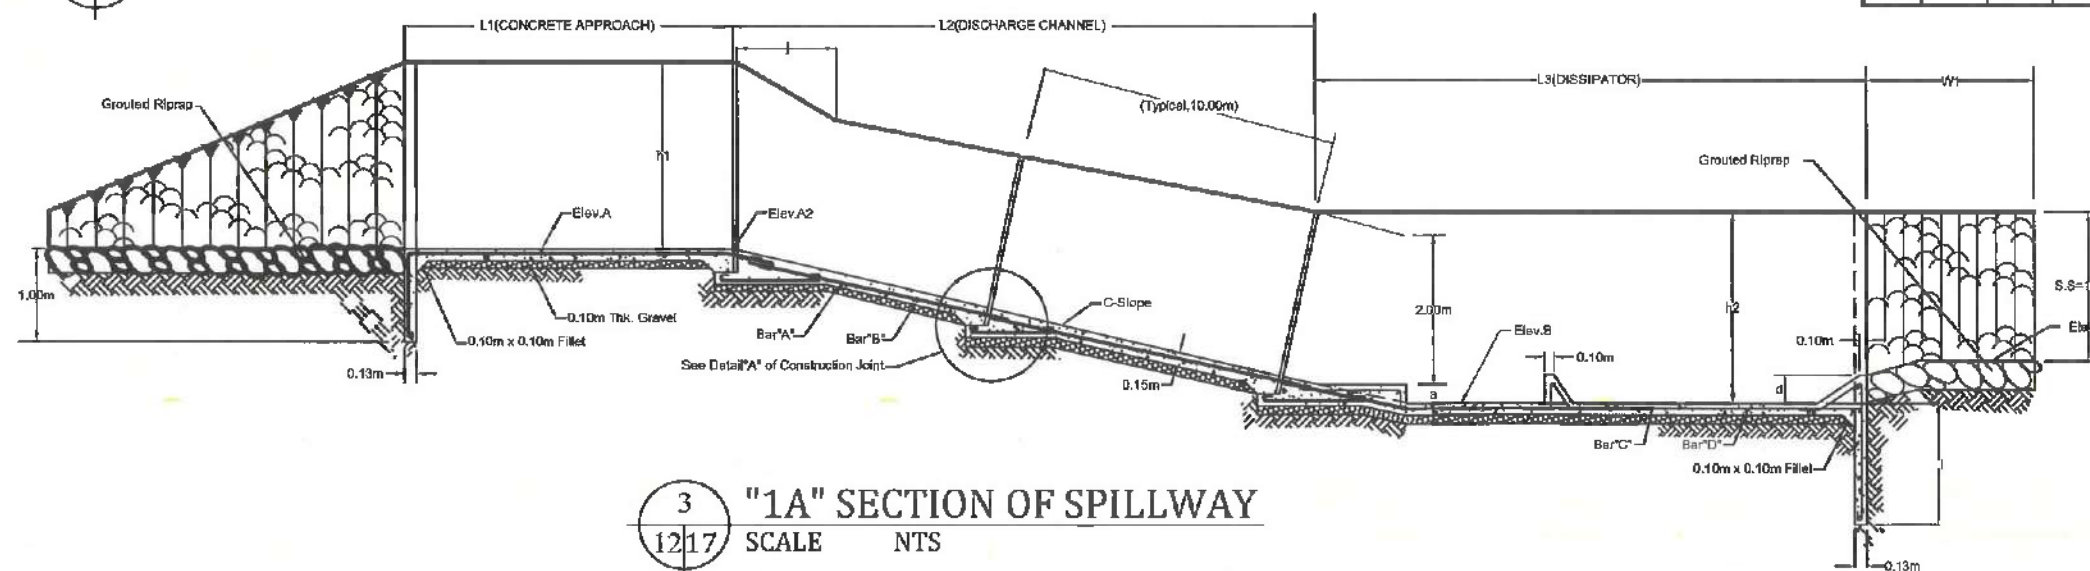 L1(CONCRETE APPROACH)
L2(DISCHARGE CHANNEL)
j
L3(DISSIPATOR)
W1
(Typical,10.00m)
Grouted Riprap
Grouted Riprap
h1
Elev.A
Elev.A2
1.00m
0.10m Thk. Gravel
0.10m x 0.10m Fillet
0.13m
Bar"A"
Bar"B"
See Detail"A" of Construction Joint
C-Slope
0.15m
2.00m
a
Elev.B
0.10m
h2
0.10m
d
S.S=
Ele
Bar"C"
Bar"D"
0.10m x 0.10m Fillet
0.13m
3
1217
"1A" SECTION OF SPILLWAY
SCALE NTS